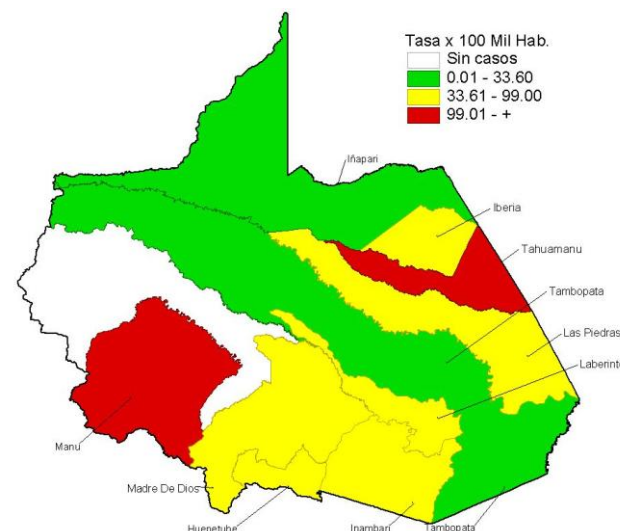 Tasa x 100 Mil Hab.
Sin casos
0.01 - 33.60
33.61 - 99.00
99.01 - +
Iñapari
Iberia
Tahuamanu
Tambopata
Las Piedras
Laberinto
Manu
Madre De Dios
Huepetube
Inambari
Tambopata